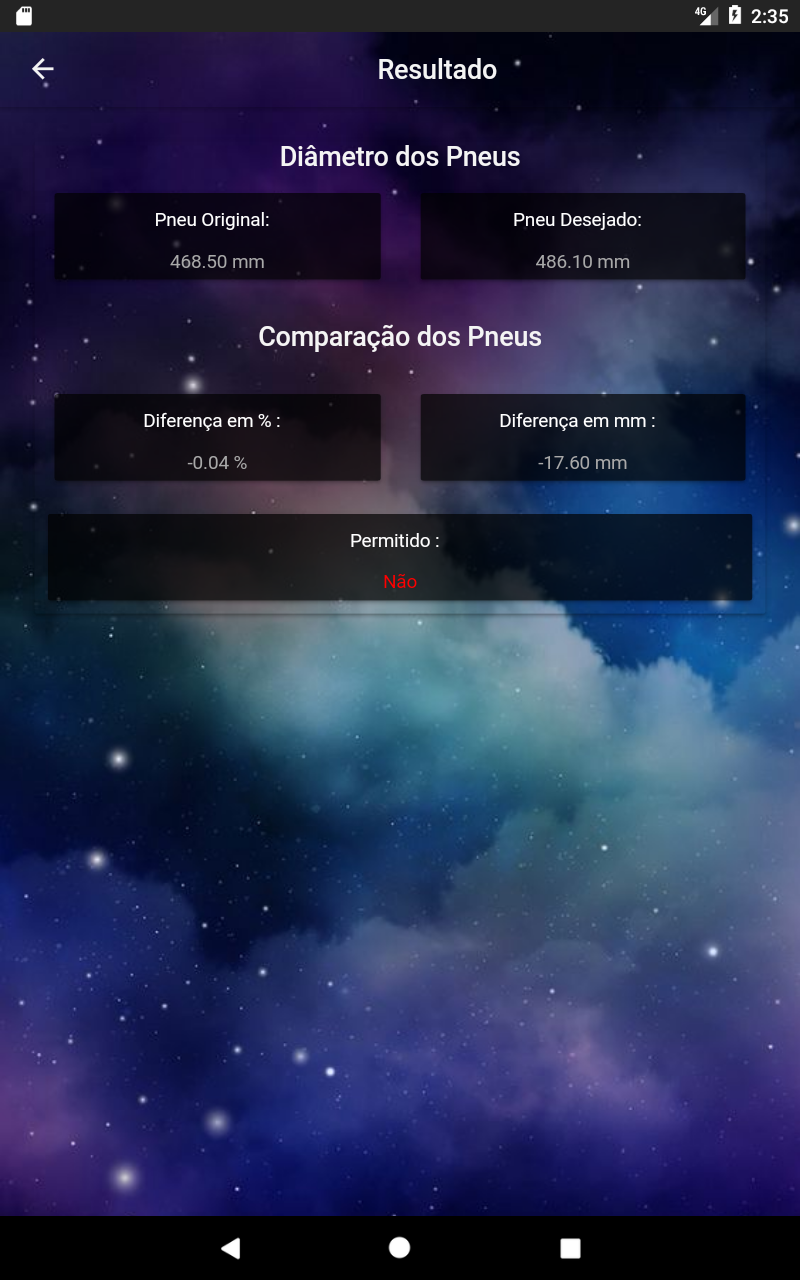 4G 2:35
Resultado
Diâmetro dos Pneus
Pneu Original:
468.50 mm
Pneu Desejado:
486.10 mm
Comparação dos Pneus
Diferença em % :
-0.04 %
Diferença em mm :
-17.60 mm
Permitido :
Não